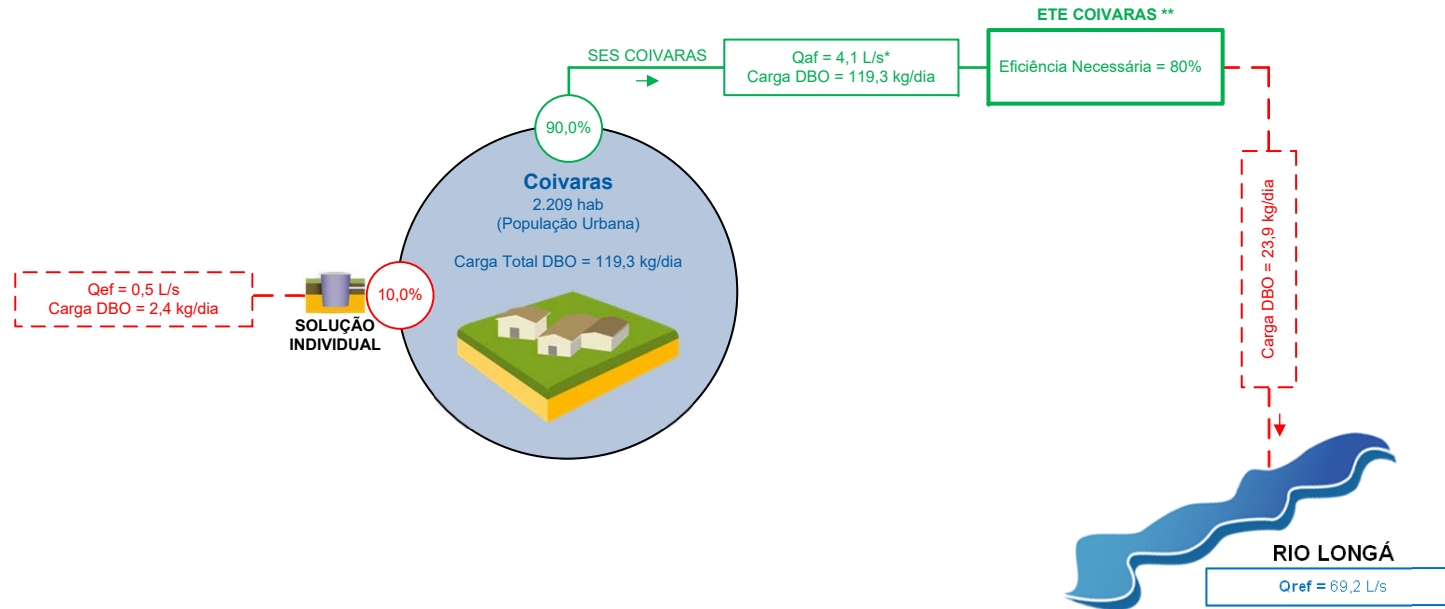 ETE COIVARAS **
SES COIVARAS
Qaf = 4,1 L/s*
Carga DBO = 119,3 kg/dia
Eficiência Necessária = 80%
90,0%
Coivaras
2.209 hab
(População Urbana)
Carga Total DBO = 119,3 kg/dia
Carga DBO = 23,9 kg/dia
Qef = 0,5 L/s
Carga DBO = 2,4 kg/dia
10,0%
SOLUÇÃO
INDIVIDUAL
RIO LONGÁ
Qref = 69,2 L/s